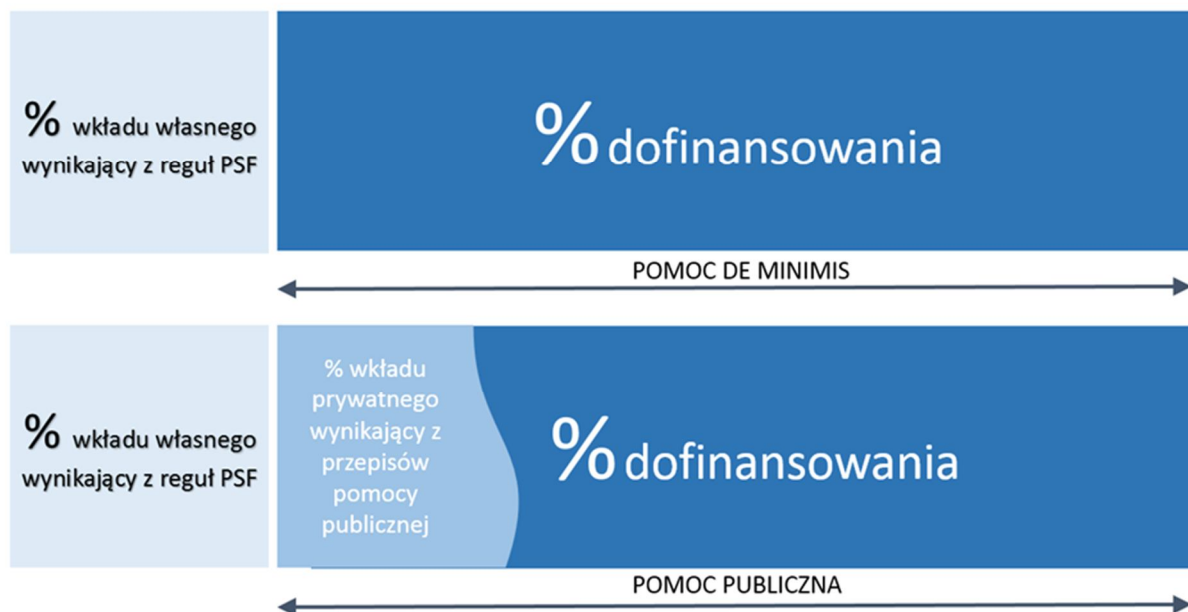 % wkładu własnego
wynikający z reguł PSF
% dofinansowania
POMOC DE MINIMIS
% wkładu własnego
wynikający z reguł PSF
% wkładu
prywatnego
wynikający z
przepisów
pomocy
publicznej
% dofinansowania
POMOC PUBLICZNA